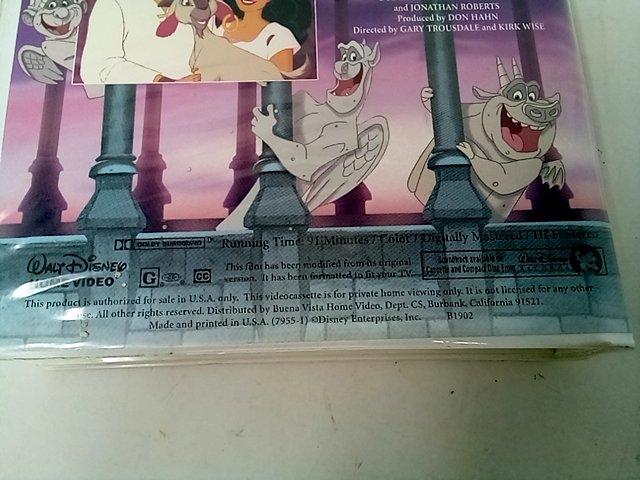 and JONATHAN ROBERTS
Produced by DON HAHN
Directed by GARY TROUSDALE and KIRK WISE
DOLBY SURROUND ™ Running Time: 91 Minutes / Color / Digitally Mastered / Hi-Fi Stereo
WALT DISNEY
HOME VIDEO
G
CC
This film has been modified from its original
version. It has been formatted to fit your TV.
Soundtrack available on
Cassette and Compact Disc from
Walt Disney
RECORDS
This product is authorized for sale in U.S.A. only. This videocassette is for private home viewing only. It is not licensed for any other
use. All other rights reserved. Distributed by Buena Vista Home Video, Dept. CS, Burbank, California 91521.
Made and printed in U.S.A. (7955-1) ©Disney Enterprises, Inc. B1902